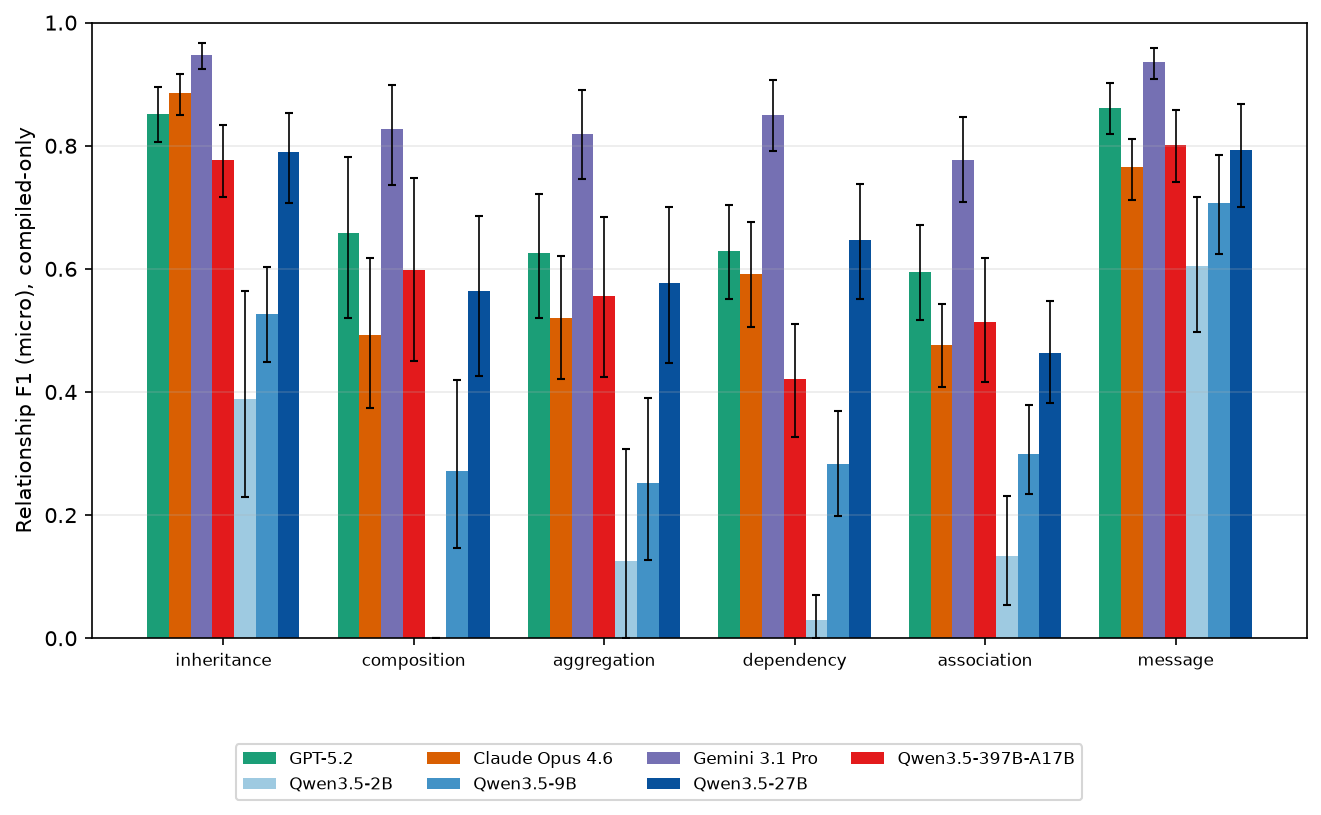 Relationship F1 (micro), compiled-only
1.0
0.8
0.6
0.4
0.2
0.0
inheritance composition aggregation dependency association message
GPT-5.2 Claude Opus 4.6 Gemini 3.1 Pro Qwen3.5-397B-A17B
Qwen3.5-2B Qwen3.5-9B Qwen3.5-27B